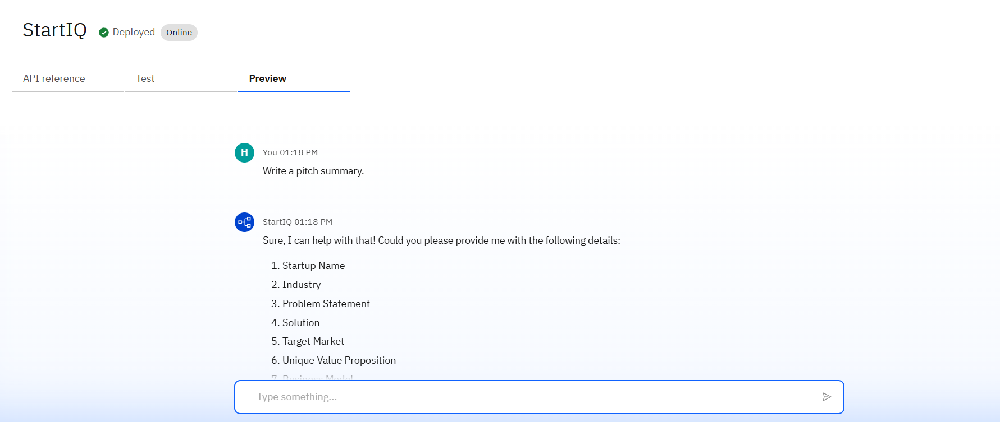 StartIQ
Deployed
Online
API reference
Test
Preview
H
You 01:18 PM
Write a pitch summary.
StartIQ 01:18 PM
Sure, I can help with that! Could you please provide me with the following details:
1. Startup Name
2. Industry
3. Problem Statement
4. Solution
5. Target Market
6. Unique Value Proposition
7. Business Model
Type something...